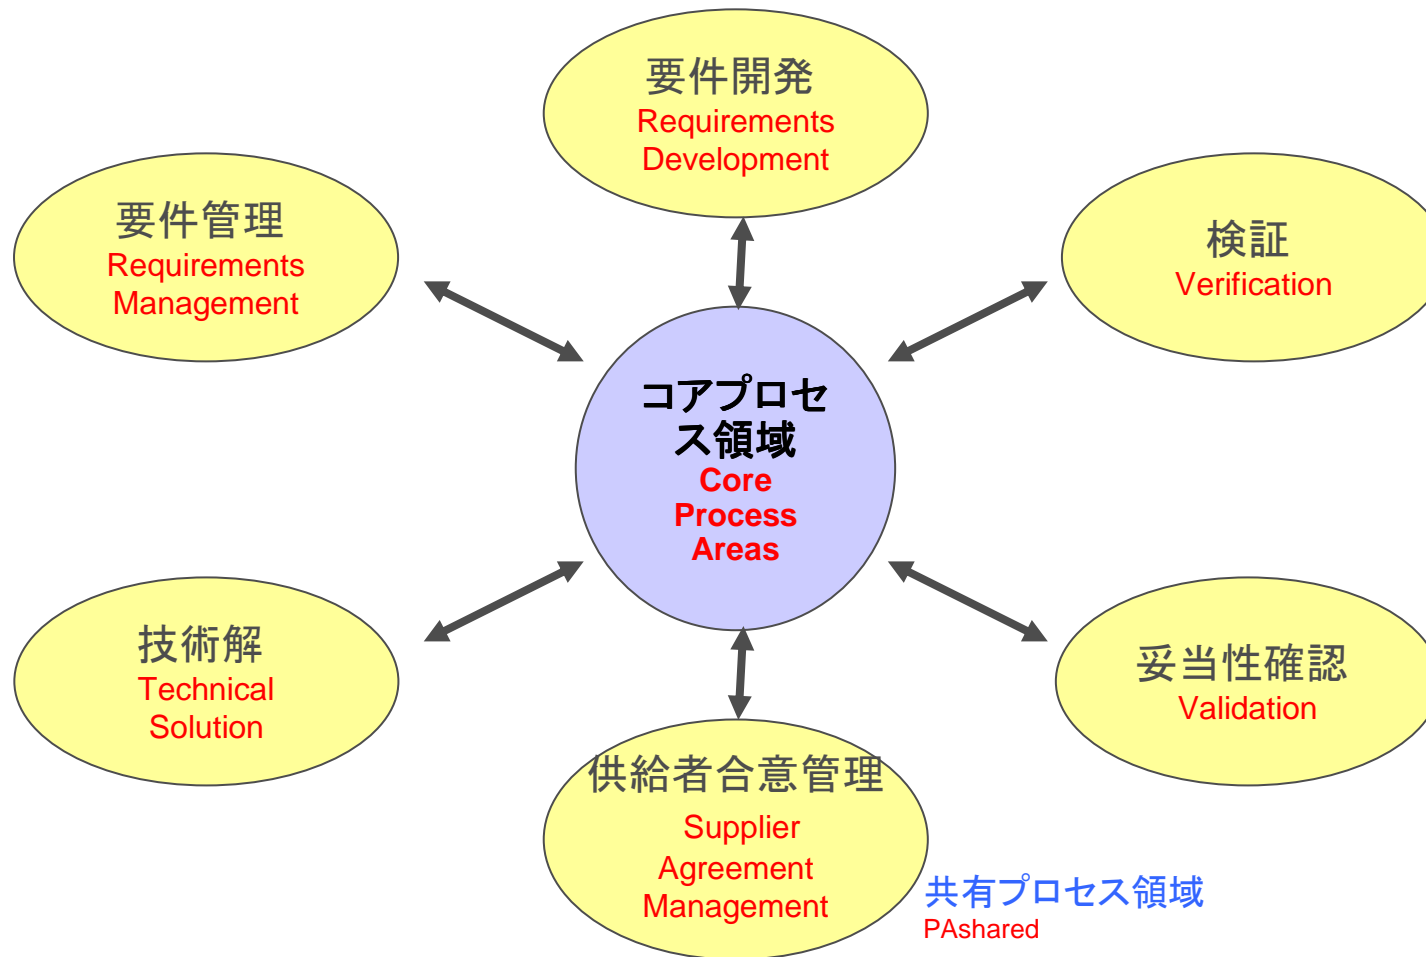 要件開発
Requirements
Development
要件管理
Requirements
Management
検証
Verification
コアプロセ
ス領域
Core
Process
Areas
技術解
Technical
Solution
妥当性確認
Validation
供給者合意管理
Supplier
Agreement
Management
共有プロセス領域
PAshared